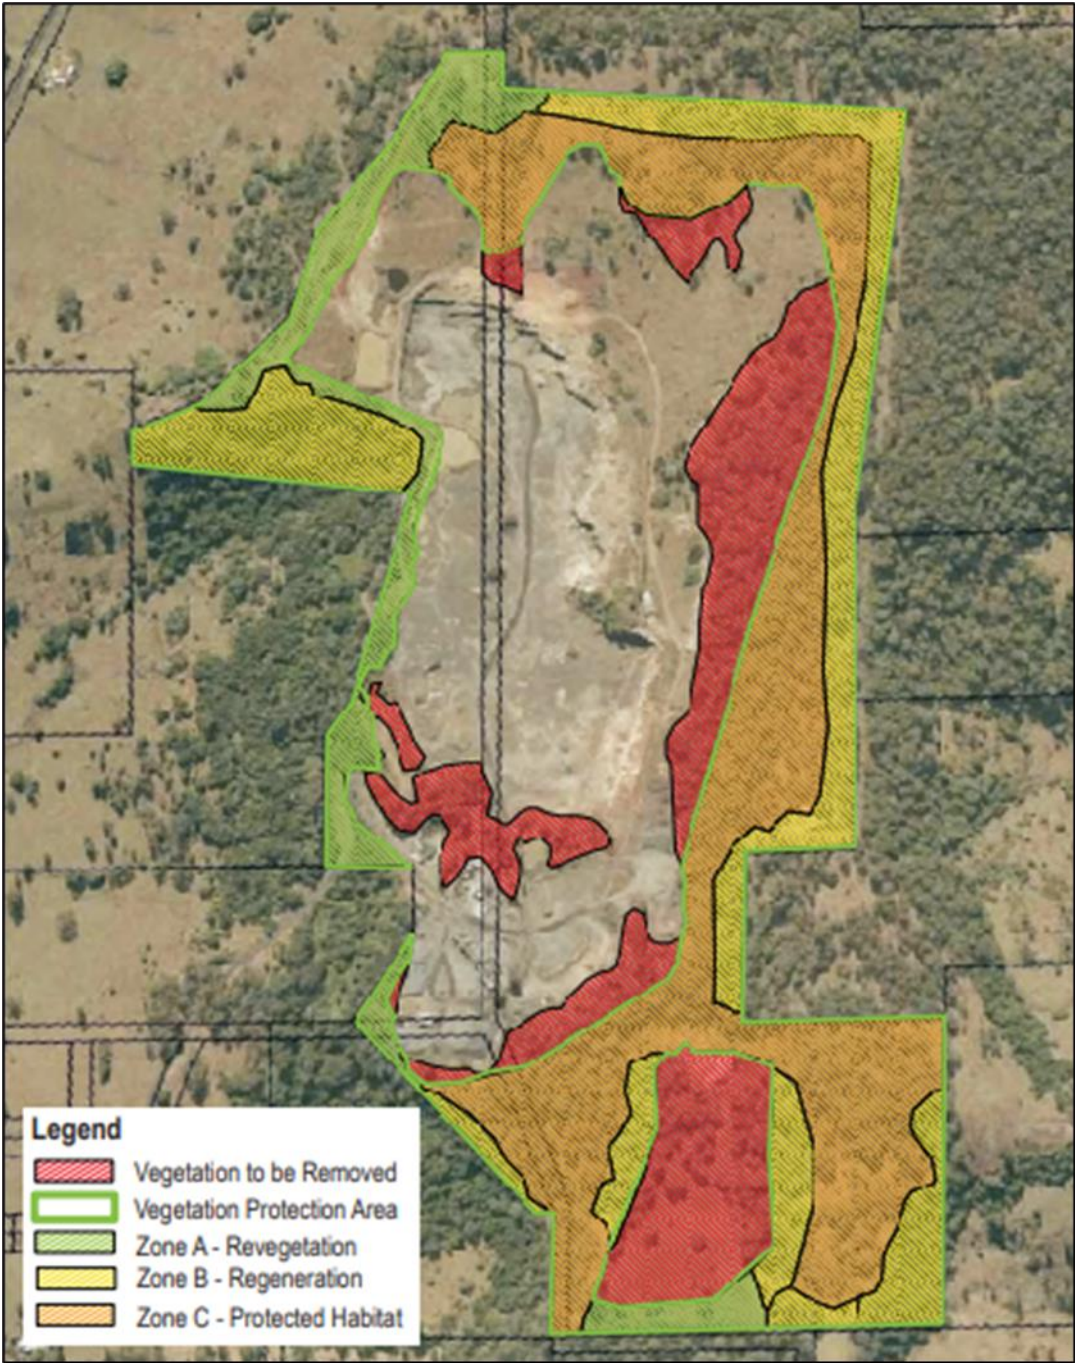 Legend
Vegetation to be Removed
Vegetation Protection Area
Zone A - Revegetation
Zone B - Regeneration
Zone C - Protected Habitat